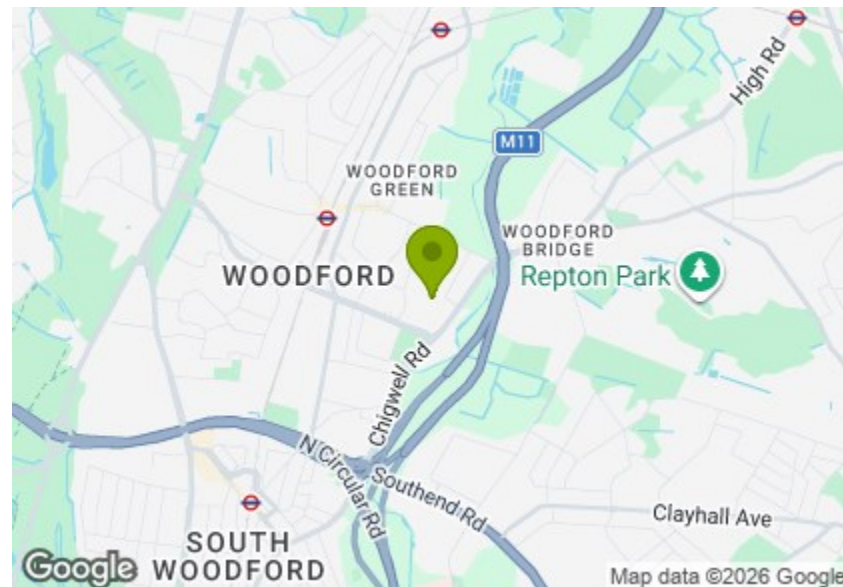 High Rd
M11
WOODFORD
GREEN
WOODFORD
BRIDGE
WOODFORD
Repton Park
Chigwell Rd
N Circular Rd
Southend Rd
Clayhall Ave
SOUTH
WOODFORD
Google
Map data ©2026 Google